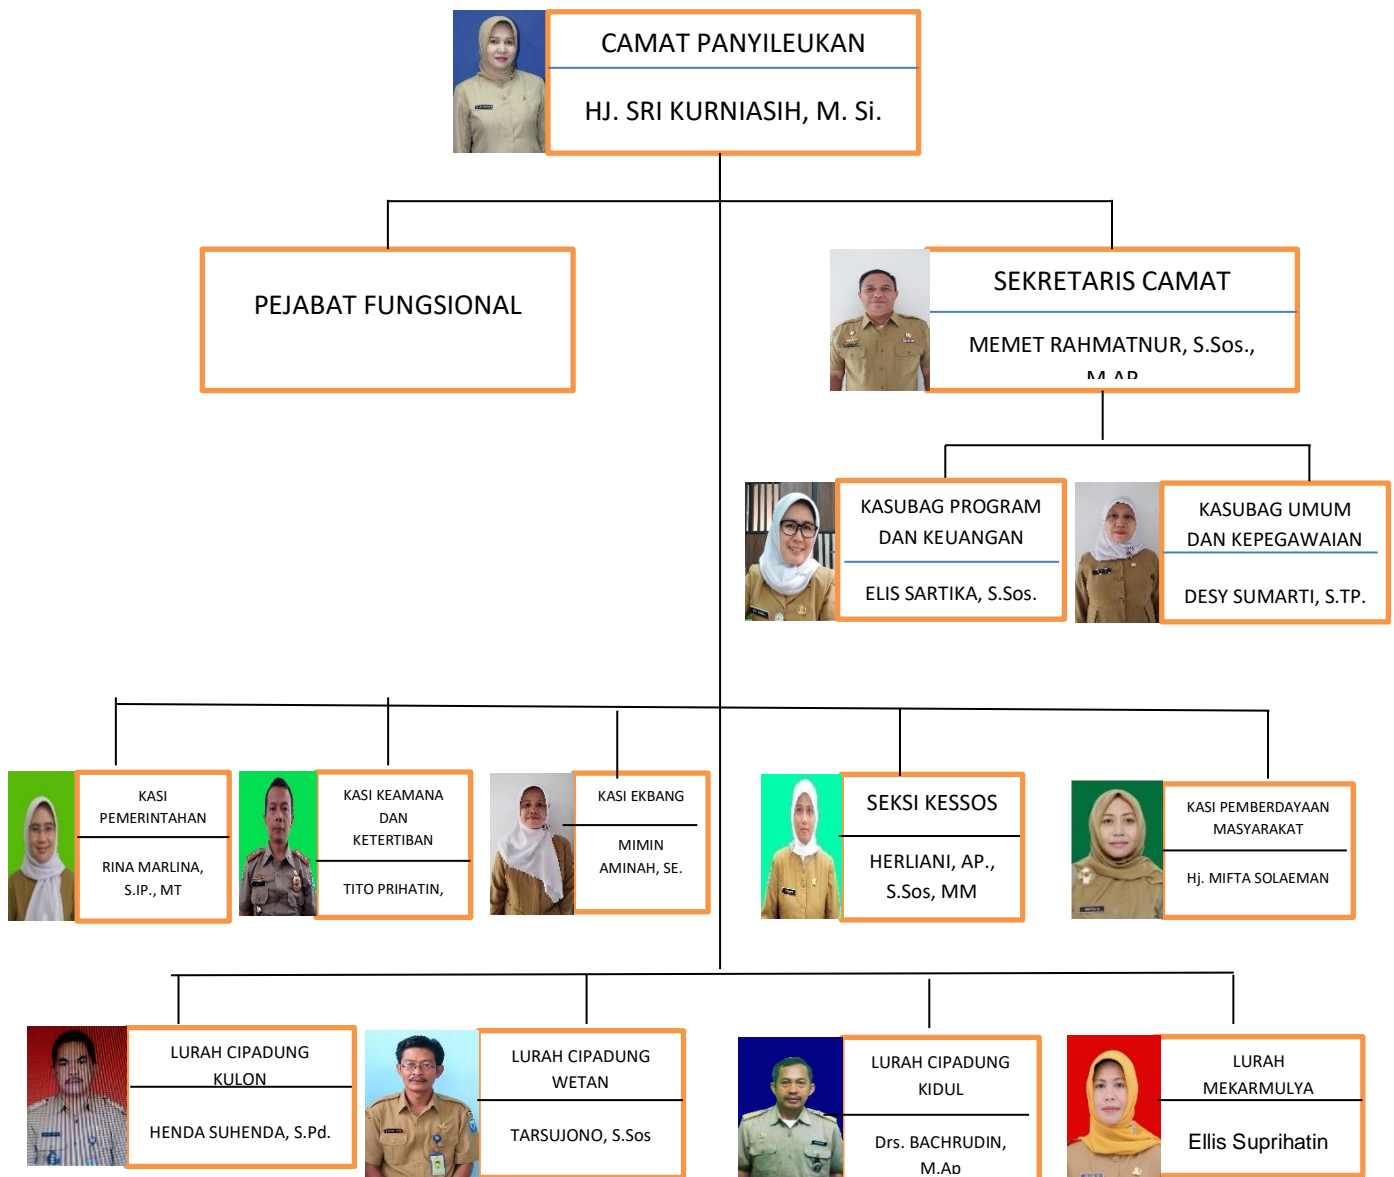 CAMAT PANYILEUKAN
HJ. SRI KURNIASIH, M. Si.
PEJABAT FUNGSIONAL
SEKRETARIS CAMAT
MEMET RAHMATNUR, S.Sos.,
M.AP
KASUBAG PROGRAM
DAN KEUANGAN
ELIS SARTIKA, S.Sos.
KASUBAG UMUM
DAN KEPEGAWAIAN
DESY SUMARTI, S.TP.
KASI
PEMERINTAHAN
RINA MARLINA,
S.IP., MT
KASI KEAMANA
DAN
KETERTIBAN
TITO PRIHATIN,
KASI EKBANG
MIMIN
AMINAH, SE.
SEKSI KESSOS
HERLIANI, AP.,
S.Sos, MM
KASI PEMBERDAYAAN
MASYARAKAT
Hj. MIFTA SOLAEMAN
LURAH CIPADUNG
KULON
HENDA SUHENDA, S.Pd.
LURAH CIPADUNG
WETAN
TARSUJONO, S.Sos
LURAH CIPADUNG
KIDUL
Drs. BACHRUDIN,
M.Ap
LURAH
MEKARMULYA
Ellis Suprihatin